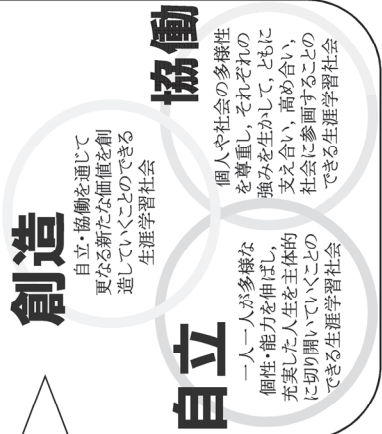 自立
一人一人が多様な
個性・能力を伸ばし、
充実した人生を主体的
に切り開いていくことの
できる生涯学習社会
協働
個人や社会の多様性
を尊重し、それぞれの
強みを生かして、ともに
支え合い、高め合い、
社会に参画することの
できる生涯学習社会
創造
自立・協働を通じて
更なる新たな価値を創
造していくことのできる
生涯学習社会